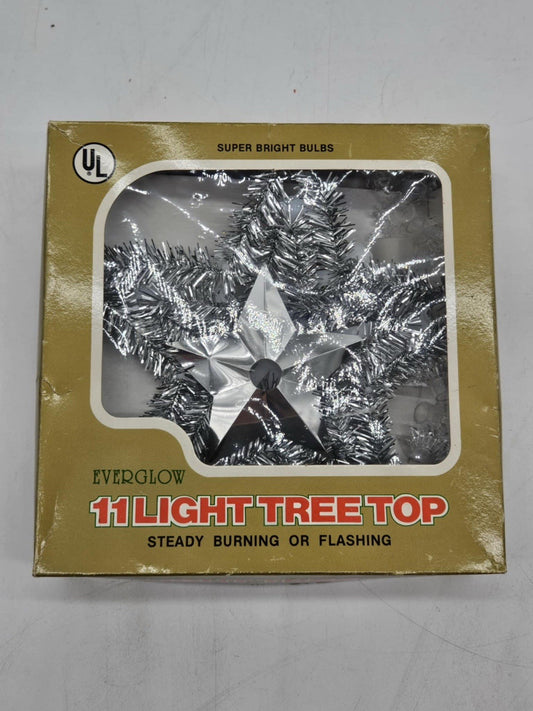 UL
SUPER BRIGHT BULBS
EVERGLOW
11 LIGHT TREE TOP
STEADY BURNING OR FLASHING